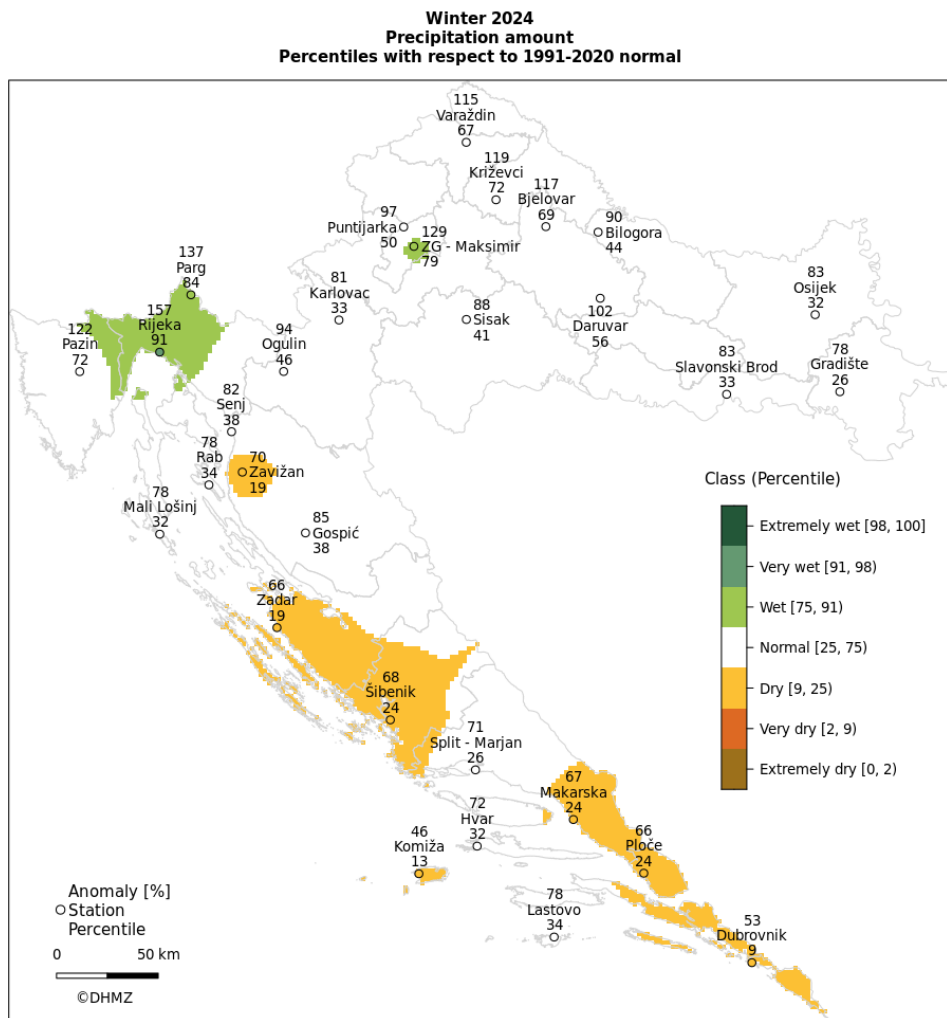 Winter 2024
Precipitation amount
Percentiles with respect to 1991-2020 normal
115
Varaždin
67
119
Križevci
72
117
Bjelovar
69
97
Puntijarka
50
129
ZG - Maksimir
79
90
Bilogora
44
137
Parg
84
81
Karlovac
33
83
Osijek
32
157
Rijeka
91
88
Sisak
41
102
Daruvar
56
122
Pazin
72
94
Ogulin
46
83
Slavonski Brod
33
78
Gradište
26
82
Senj
38
78
Rab
34
70
Zavižan
19
78
Mali Lošinj
32
85
Gospić
38
66
Zadar
19
68
Šibenik
24
71
Split - Marjan
26
67
Makarska
24
72
Hvar
32
66
Ploče
24
46
Komiža
13
78
Lastovo
34
53
Dubrovnik
9
Class (Percentile)
Extremely wet [98, 100]
Very wet [91, 98)
Wet [75, 91)
Normal [25, 75)
Dry [9, 25)
Very dry [2, 9)
Extremely dry [0, 2)
Anomaly [%]
Station
Percentile
0 50 km
©DHMZ